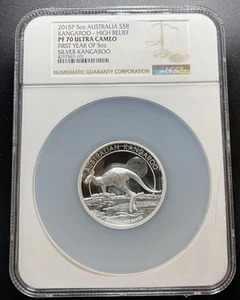 2015P 5oz AUSTRALIA S$8
KANGAROO - HIGH RELIEF
PF 70 ULTRA CAMEO
FIRST YEAR OF 5oz
SILVER KANGAROO
NGC
NUMISMATIC GUARANTY CORPORATION
AUSTRALIAN KANGAROO